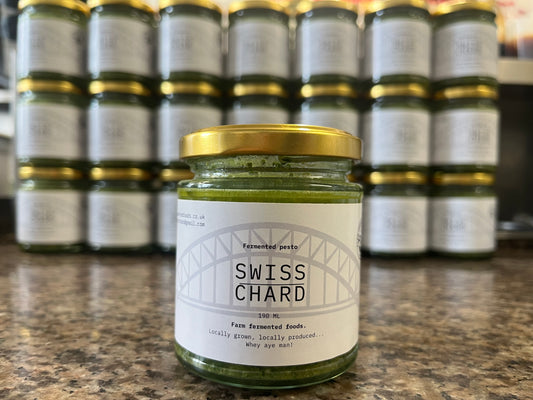 Fermented pesto
SWISS
CHARD
190 ML
Farm fermented foods.
Locally grown, locally produced...
Whey aye man!